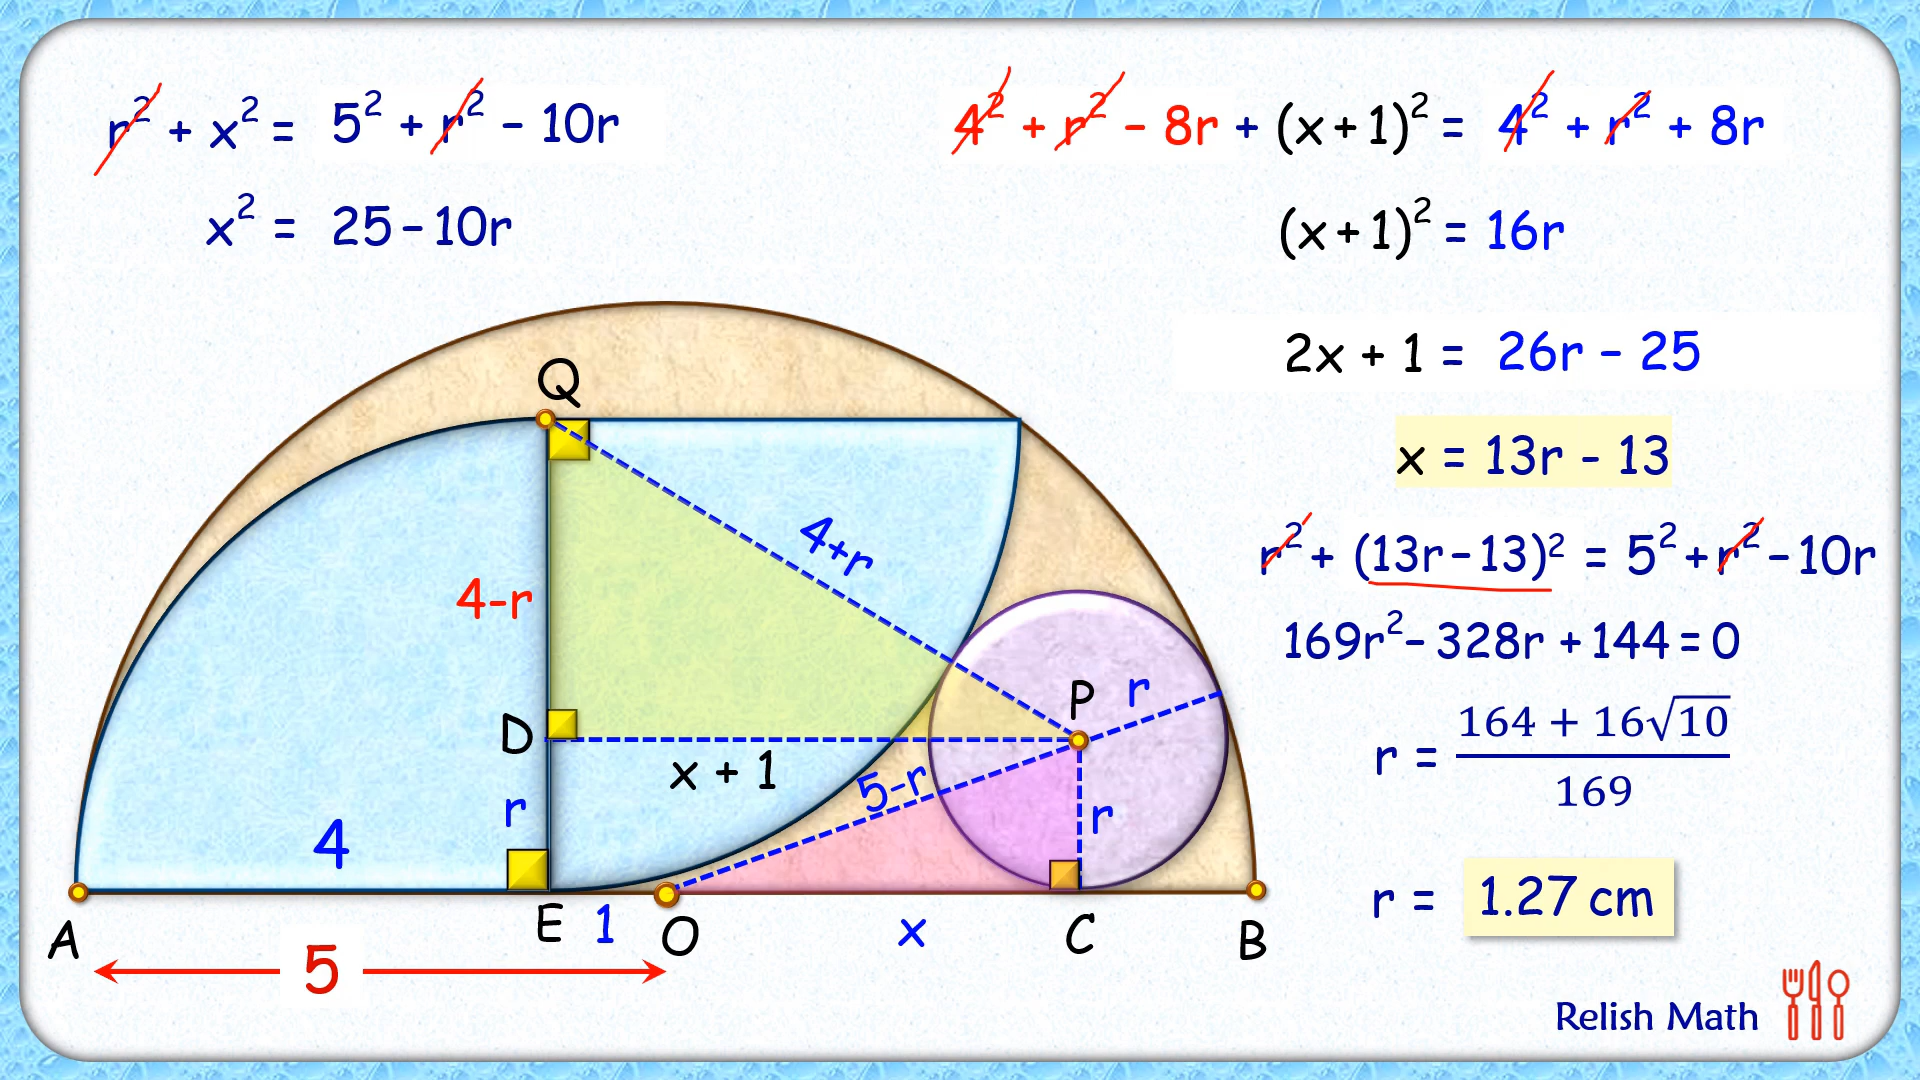 r² + x² = 5² + r² - 10r
x² = 25 - 10r
4² + r² - 8r + (x + 1)² = 4² + r² + 8r
(x + 1)² = 16r
2x + 1 = 26r - 25
x = 13r - 13
r² + (13r - 13)² = 5² + r² - 10r
169r² - 328r + 144 = 0
r = (164 + 16√10)/169
r = 1.27 cm
Q
4+r
4-r
D
x + 1
P
r
5-r
r
r
4
A
E
1
O
x
C
B
5
Relish Math